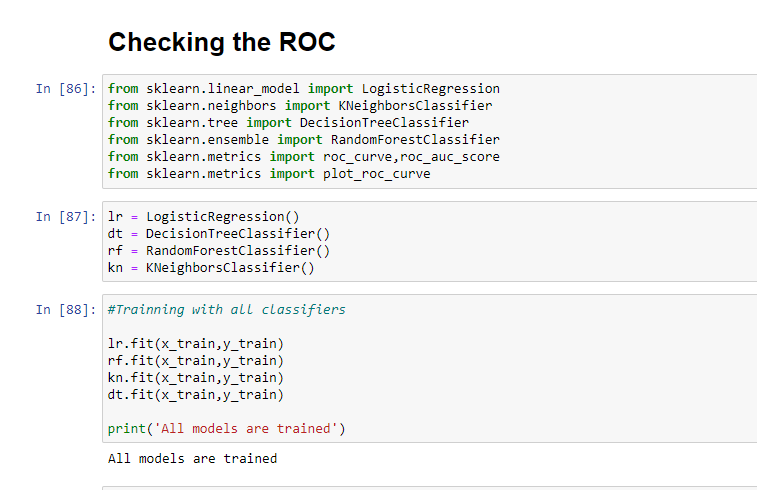 Checking the ROC
In [86]: from sklearn.linear_model import LogisticRegression
from sklearn.neighbors import KNeighborsClassifier
from sklearn.tree import DecisionTreeClassifier
from sklearn.ensemble import RandomForestClassifier
from sklearn.metrics import roc_curve,roc_auc_score
from sklearn.metrics import plot_roc_curve
In [87]: lr = LogisticRegression()
dt = DecisionTreeClassifier()
rf = RandomForestClassifier()
kn = KNeighborsClassifier()
In [88]: #Trainning with all classifiers
lr.fit(x_train,y_train)
rf.fit(x_train,y_train)
kn.fit(x_train,y_train)
dt.fit(x_train,y_train)
print('All models are trained')
All models are trained